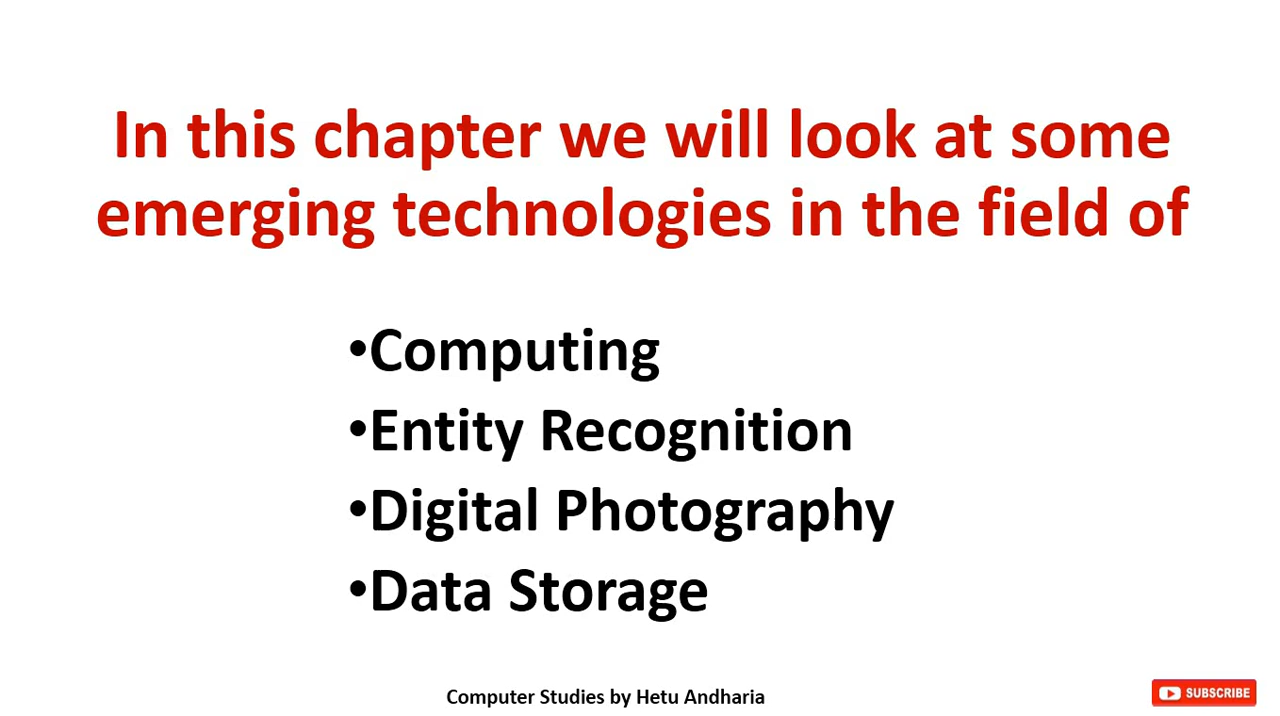 In this chapter we will look at some
emerging technologies in the field of
•Computing
•Entity Recognition
•Digital Photography
•Data Storage
Computer Studies by Hetu Andharia
SUBSCRIBE